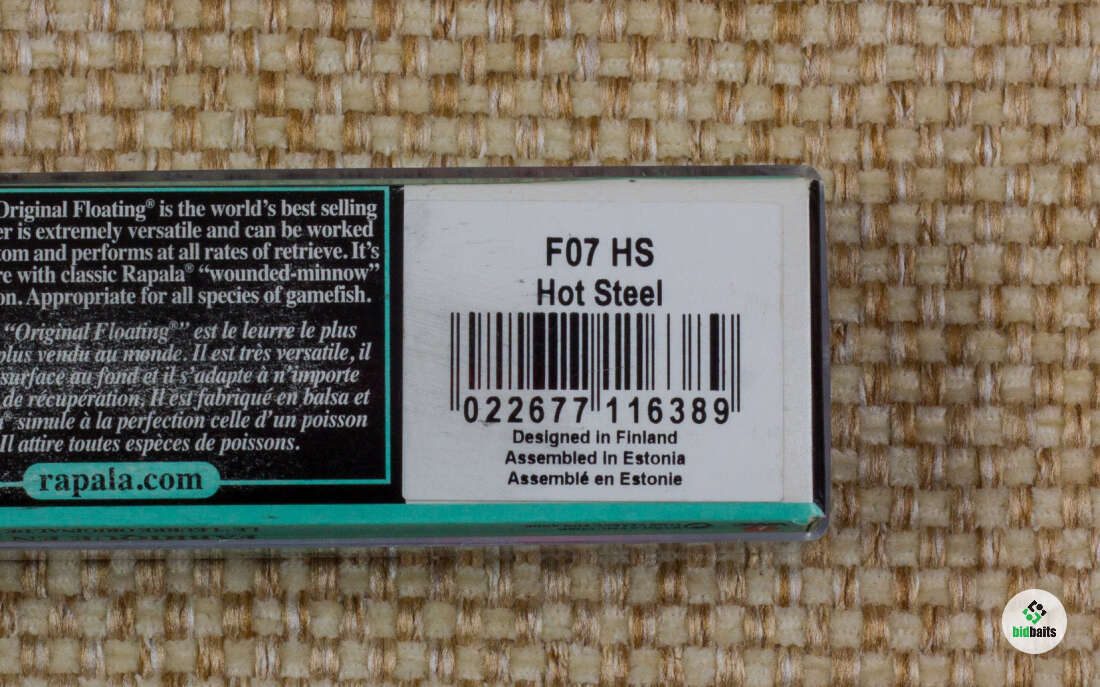 Original Floating® is the world's best selling
er is extremely versatile and can be worked
tom and performs at all rates of retrieve. It's
re with classic Rapala® “wounded-minnow”
on. Appropriate for all species of gamefish.
“Original Floating®” est le leurre le plus
plus vendu au monde. Il est très versatile, il
surface au fond et il s'adapte à n'importe
de récupération. Il est fabriqué en balsa et
® simule à la perfection celle d'un poisson
Il attire toutes espèces de poissons.
rapala.com
F07 HS
Hot Steel
022677 116389
Designed in Finland
Assembled in Estonia
Assemblé en Estonie
bidbaits